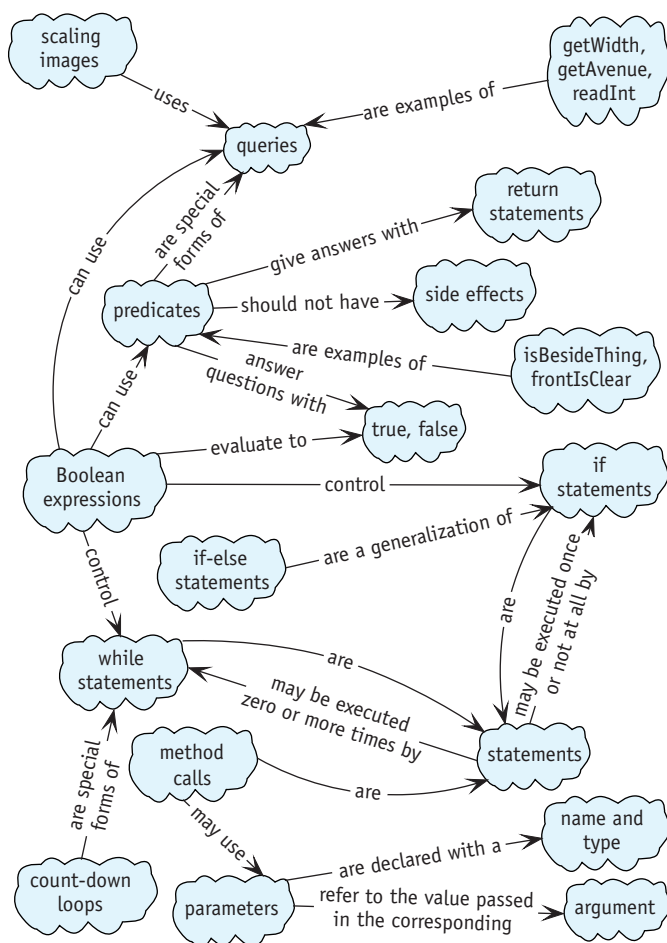 scaling
images
getWidth,
getAvenue,
readInt
uses
are examples of
queries
can use
are special
forms of
return
statements
give answers with
predicates
should not have
side effects
are examples of
isBesideThing,
frontIsClear
can use
answer
questions with
true, false
evaluate to
Boolean
expressions
control
if
statements
if-else
statements
are a generalization of
control
are
may be executed once
or not at all by
while
statements
are
may be executed
zero or more times by
statements
method
calls
are
are special
forms of
may use
name and
type
are declared with a
count-down
loops
parameters
refer to the value passed
in the corresponding
argument